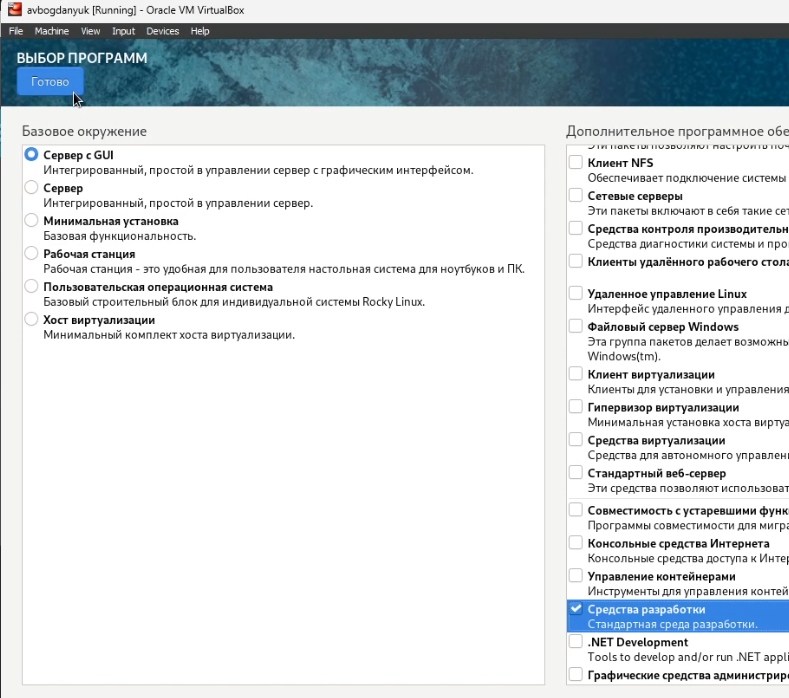 avbogdanyuk [Running] - Oracle VM VirtualBox
File Machine View Input Devices Help
ВЫБОР ПРОГРАММ
Готово
Базовое окружение
Сервер с GUI
Интегрированный, простой в управлении сервер с графическим интерфейсом.
Сервер
Интегрированный, простой в управлении сервер.
Минимальная установка
Базовая функциональность.
Рабочая станция
Рабочая станция - это удобная для пользователя настольная система для ноутбуков и ПК.
Пользовательская операционная система
Базовый строительный блок для индивидуальной системы Rocky Linux.
Хост виртуализации
Минимальный комплект хоста виртуализации.
Дополнительное программное обе
Эти пакеты позволяют настроить поч
Клиент NFS
Обеспечивает подключение системы
Сетевые серверы
Эти пакеты включают в себя такие сет
Средства контроля производительн
Средства диагностики системы и про
Клиенты удалённого рабочего стола
Удаленное управление Linux
Интерфейс удаленного управления д
Файловый сервер Windows
Эта группа пакетов делает возможны
Windows(tm).
Клиент виртуализации
Клиенты для установки и управления
Гипервизор виртуализации
Минимальная установка хоста виртуа
Средства виртуализации
Средства для автономного управлен
Стандартный веб-сервер
Эти средства позволяют использоват
Совместимость с устаревшими функ
Программы совместимости для мигра
Консольные средства Интернета
Консольные средства доступа к Инте
Управление контейнерами
Инструменты для управления контей
Средства разработки
Стандартная среда разработки.
.NET Development
Tools to develop and/or run .NET appli
Графические средства администрир